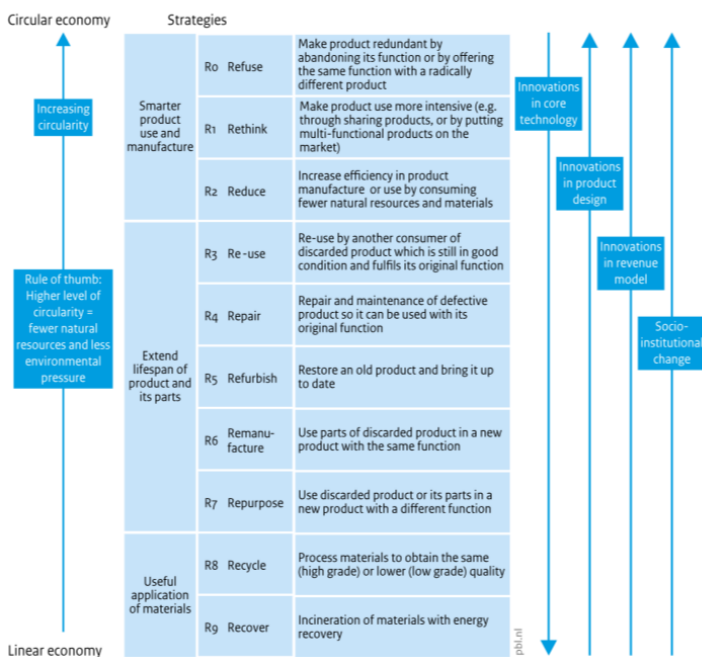 Circular economy
Strategies
Increasing
circularity
Rule of thumb:
Higher level of
circularity =
fewer natural
resources and less
environmental
pressure
Linear economy
Smarter
product
use and
manufacture
R0 Refuse
Make product redundant by
abandoning its function or by offering
the same function with a radically
different product
R1 Rethink
Make product use more intensive (e.g.
through sharing products, or by putting
multi-functional products on the
market)
R2 Reduce
Increase efficiency in product
manufacture or use by consuming
fewer natural resources and materials
Extend
lifespan of
product and
its parts
R3 Re-use
Re-use by another consumer of
discarded product which is still in good
condition and fulfils its original function
R4 Repair
Repair and maintenance of defective
product so it can be used with its
original function
R5 Refurbish
Restore an old product and bring it up
to date
R6 Remanu-
facture
Use parts of discarded product in a new
product with the same function
R7 Repurpose
Use discarded product or its parts in a
new product with a different function
Useful
application
of materials
R8 Recycle
Process materials to obtain the same
(high grade) or lower (low grade) quality
R9 Recover
Incineration of materials with energy
recovery
Innovations
in core
technology
Innovations
in product
design
Innovations
in revenue
model
Socio-
institutional
change
pbl.nl